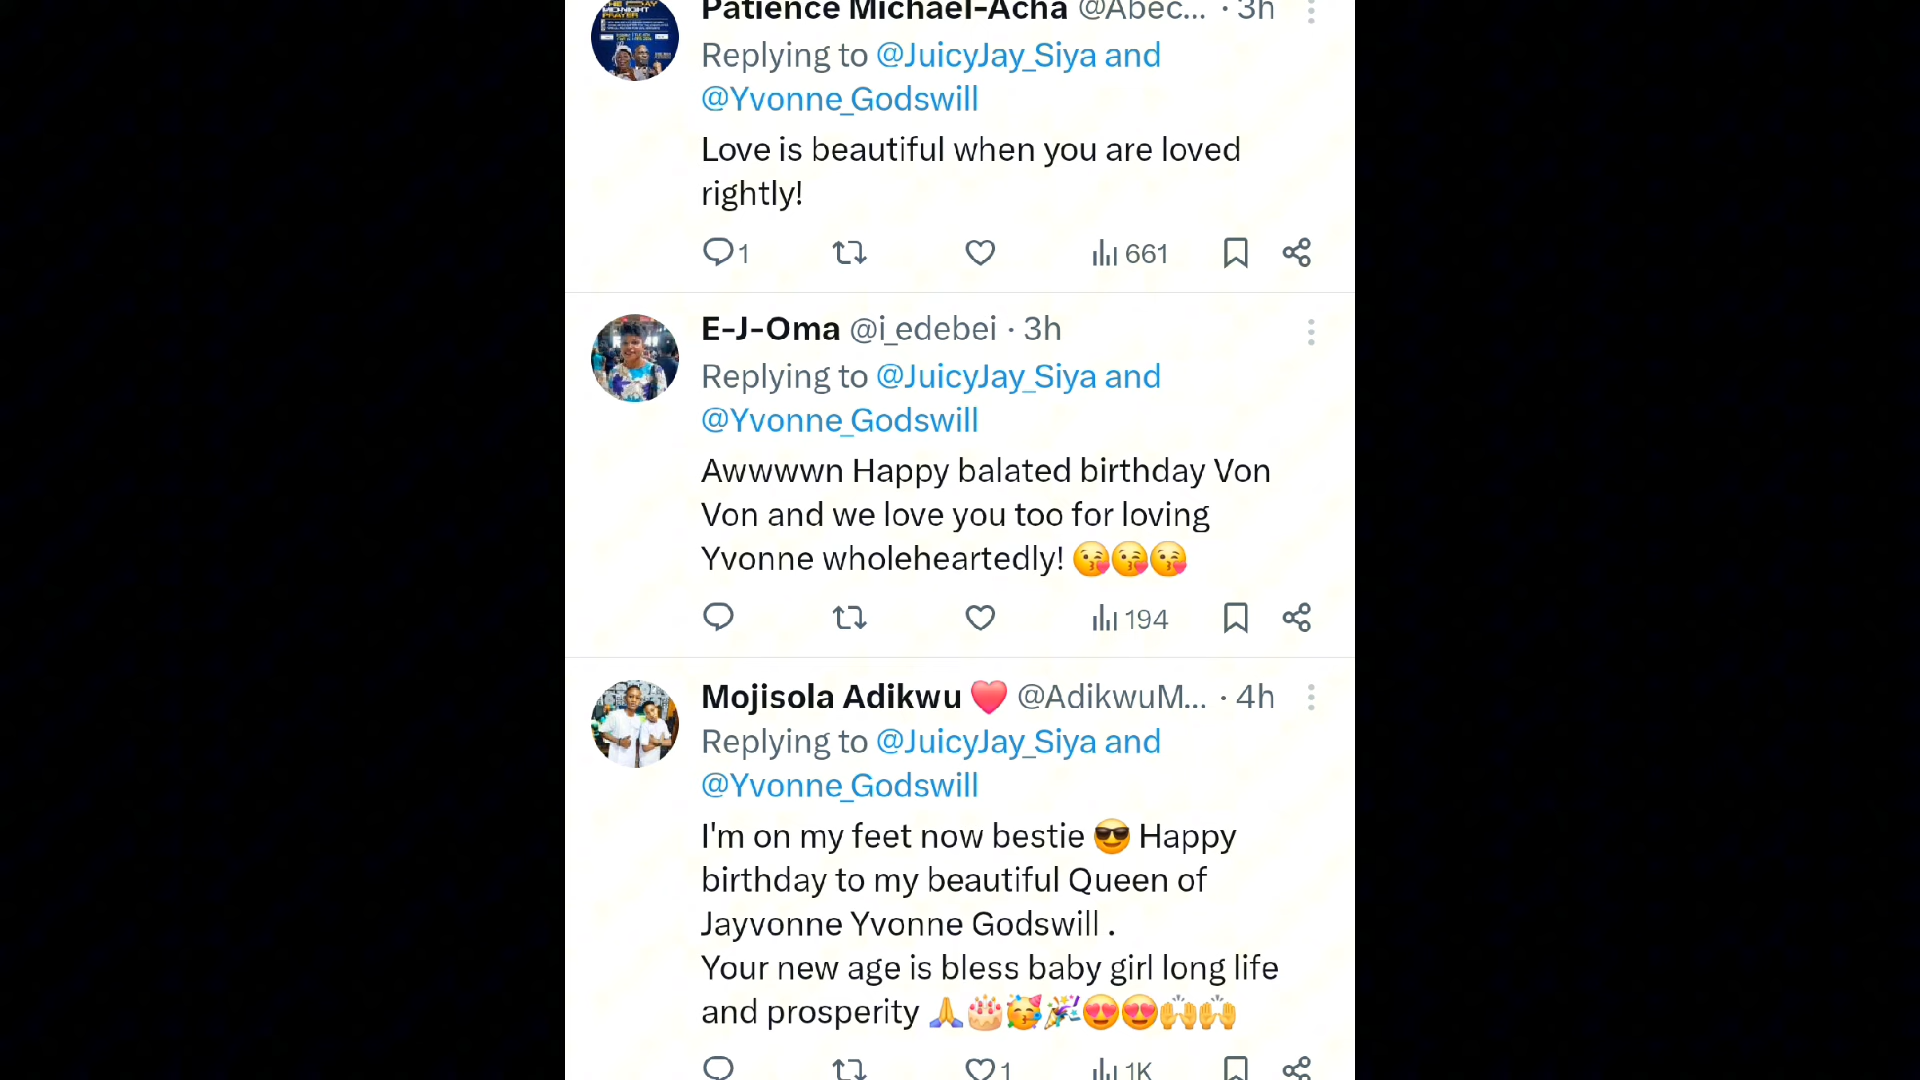 Patience Michael-Acha @Abec... · 3h
Replying to @JuicyJay_Siya and
@Yvonne_Godswill
Love is beautiful when you are loved
rightly!
1 661
E-J-Oma @i_edebei · 3h
Replying to @JuicyJay_Siya and
@Yvonne_Godswill
Awwwwn Happy balated birthday Von
Von and we love you too for loving
Yvonne wholeheartedly! 😘😘😘
194
Mojisola Adikwu ❤️ @AdikwuM... · 4h
Replying to @JuicyJay_Siya and
@Yvonne_Godswill
I'm on my feet now bestie 😎 Happy
birthday to my beautiful Queen of
Jayvonne Yvonne Godswill .
Your new age is bless baby girl long life
and prosperity 🙏🎂🥳🎉😍😍🙌🙌
1 1K